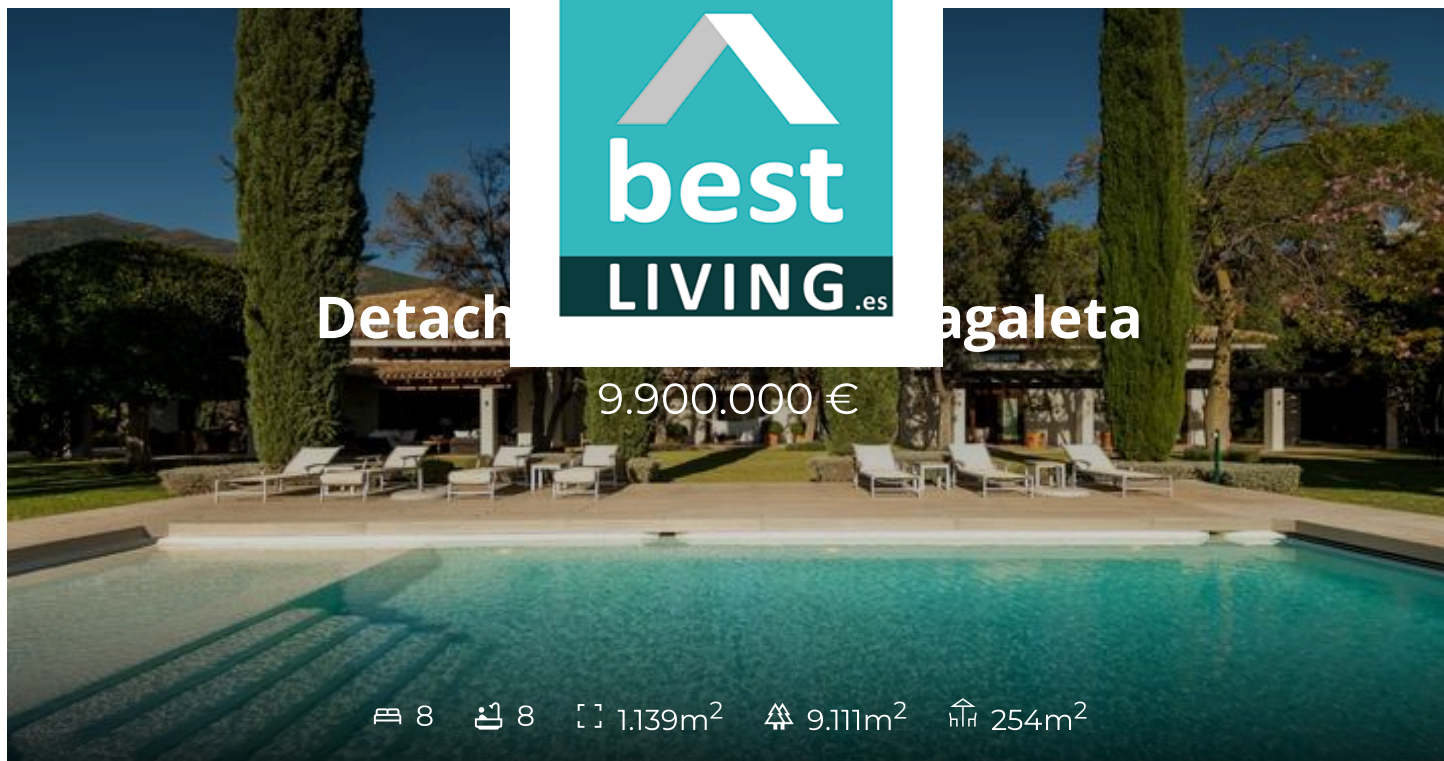 best
LIVING.es
Detach agaleta
9.900.000 €
8 8 1.139m² 9.111m² 254m²